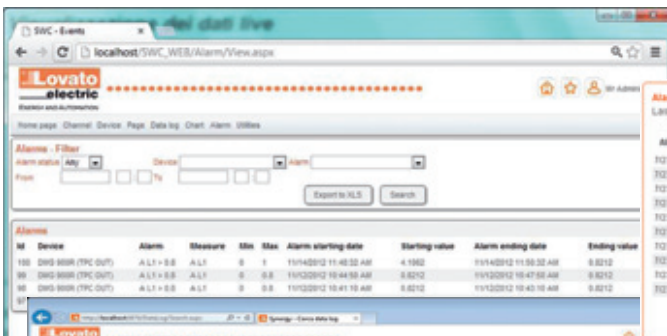 dei dati live
SWC - Events
localhost/SWC_WEB/Alarm/View.aspx
Lovato
electric
ENERGY AND AUTOMATION
Home page Channel Device Page Data log Chart Alarm Utilities
Alarms - Filter
Alarm status Any Device Alarm
From To
Export to XLS Search
Alarms
Id Device Alarm Measure Min Max Alarm starting date Starting value Alarm ending date Ending value
100 DMG 900R (TPC OUT) A L1 > 0.8 A L1 0 1 11/14/2012 11:48:32 AM 4.1062 11/14/2012 11:50:32 AM 0.8212
99 DMG 900R (TPC OUT) A L1 > 0.8 A L1 0 0.8 11/12/2012 10:44:50 AM 0.8212 11/12/2012 10:47:50 AM 0.8212
98 DMG 900R (TPC OUT) A L1 > 0.8 A L1 0 0.8 11/12/2012 10:41:10 AM 0.8212 11/12/2012 10:43:10 AM 0.8212
97
Synergy - Cerca data log
Lovato